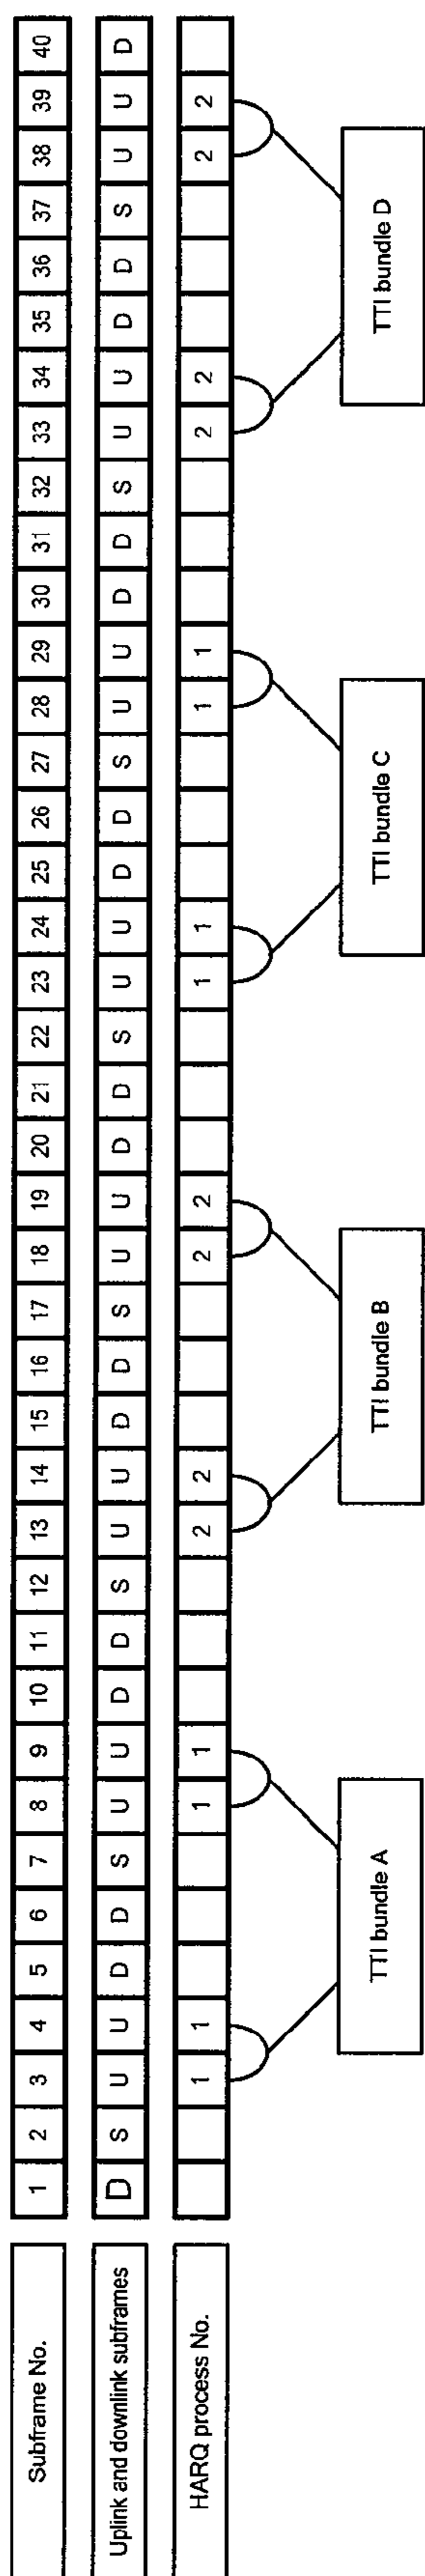 Subframe No. 1 2 3 4 5 6 7 8 9 10 11 12 13 14 15 16 17 18 19 20 21 22 23 24 25 26 27 28 29 30 31 32 33 34 35 36 37 38 39 40
Uplink and downlink subframes D S U U D D S U U D D S U U D D S U U D D S U U D D S U U D D S U U D D S U U D
HARQ process No. 1 1 1 1 2 2 2 2 1 1 1 1 2 2 2 2
TTI bundle A TTI bundle B TTI bundle C TTI bundle D